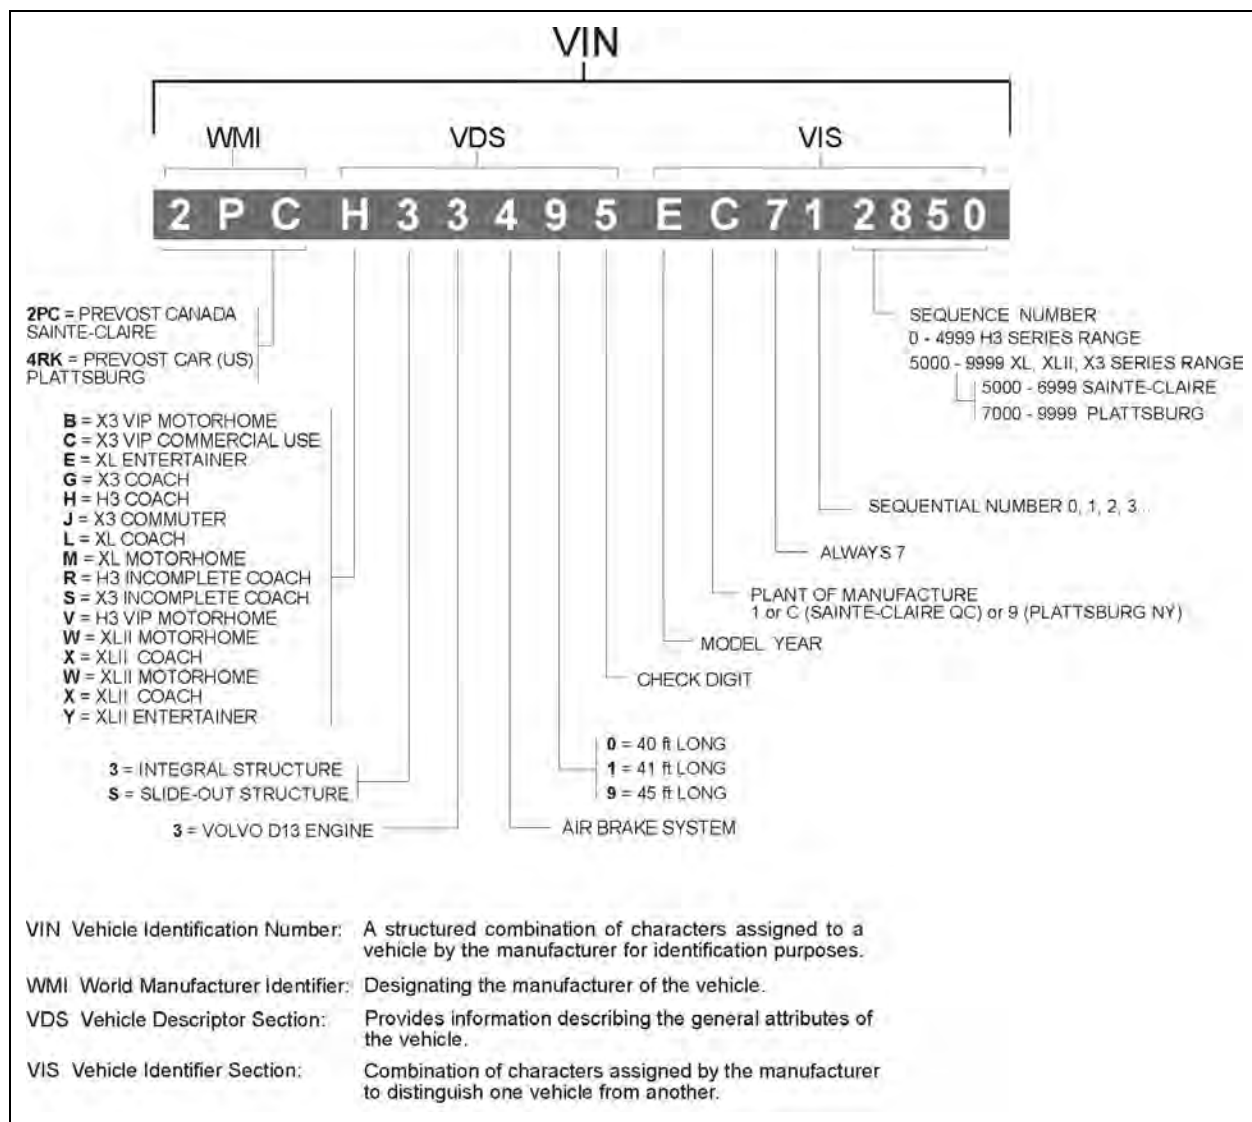 VIN
WMI VDS VIS
2 P C H 3 3 4 9 5 E C 7 1 2 8 5 0
2PC = PREVOST CANADA
SAINTE-CLAIRE
4RK = PREVOST CAR (US)
PLATTSBURG
B = X3 VIP MOTORHOME
C = X3 VIP COMMERCIAL USE
E = XL ENTERTAINER
G = X3 COACH
H = H3 COACH
J = X3 COMMUTER
L = XL COACH
M = XL MOTORHOME
R = H3 INCOMPLETE COACH
S = X3 INCOMPLETE COACH
V = H3 VIP MOTORHOME
W = XLII MOTORHOME
X = XLII COACH
W = XLII MOTORHOME
X = XLII COACH
Y = XLII ENTERTAINER
3 = INTEGRAL STRUCTURE
S = SLIDE-OUT STRUCTURE
3 = VOLVO D13 ENGINE
AIR BRAKE SYSTEM
0 = 40 ft LONG
1 = 41 ft LONG
9 = 45 ft LONG
CHECK DIGIT
MODEL YEAR
PLANT OF MANUFACTURE
1 or C (SAINTE-CLAIRE QC) or 9 (PLATTSBURG NY)
ALWAYS 7
SEQUENTIAL NUMBER 0, 1, 2, 3...
SEQUENCE NUMBER
0 - 4999 H3 SERIES RANGE
5000 - 9999 XL, XLII, X3 SERIES RANGE
5000 - 6999 SAINTE-CLAIRE
7000 - 9999 PLATTSBURG
VIN Vehicle Identification Number: A structured combination of characters assigned to a
vehicle by the manufacturer for identification purposes.
WMI World Manufacturer Identifier: Designating the manufacturer of the vehicle.
VDS Vehicle Descriptor Section: Provides information describing the general attributes of
the vehicle.
VIS Vehicle Identifier Section: Combination of characters assigned by the manufacturer
to distinguish one vehicle from another.